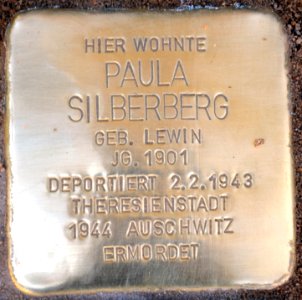 HIER WOHNTE
PAULA
SILBERBERG
GEB. LEWIN
JG. 1901
DEPORTIERT 2.2.1943
THERESIENSTADT
1944 AUSCHWITZ
ERMORDET